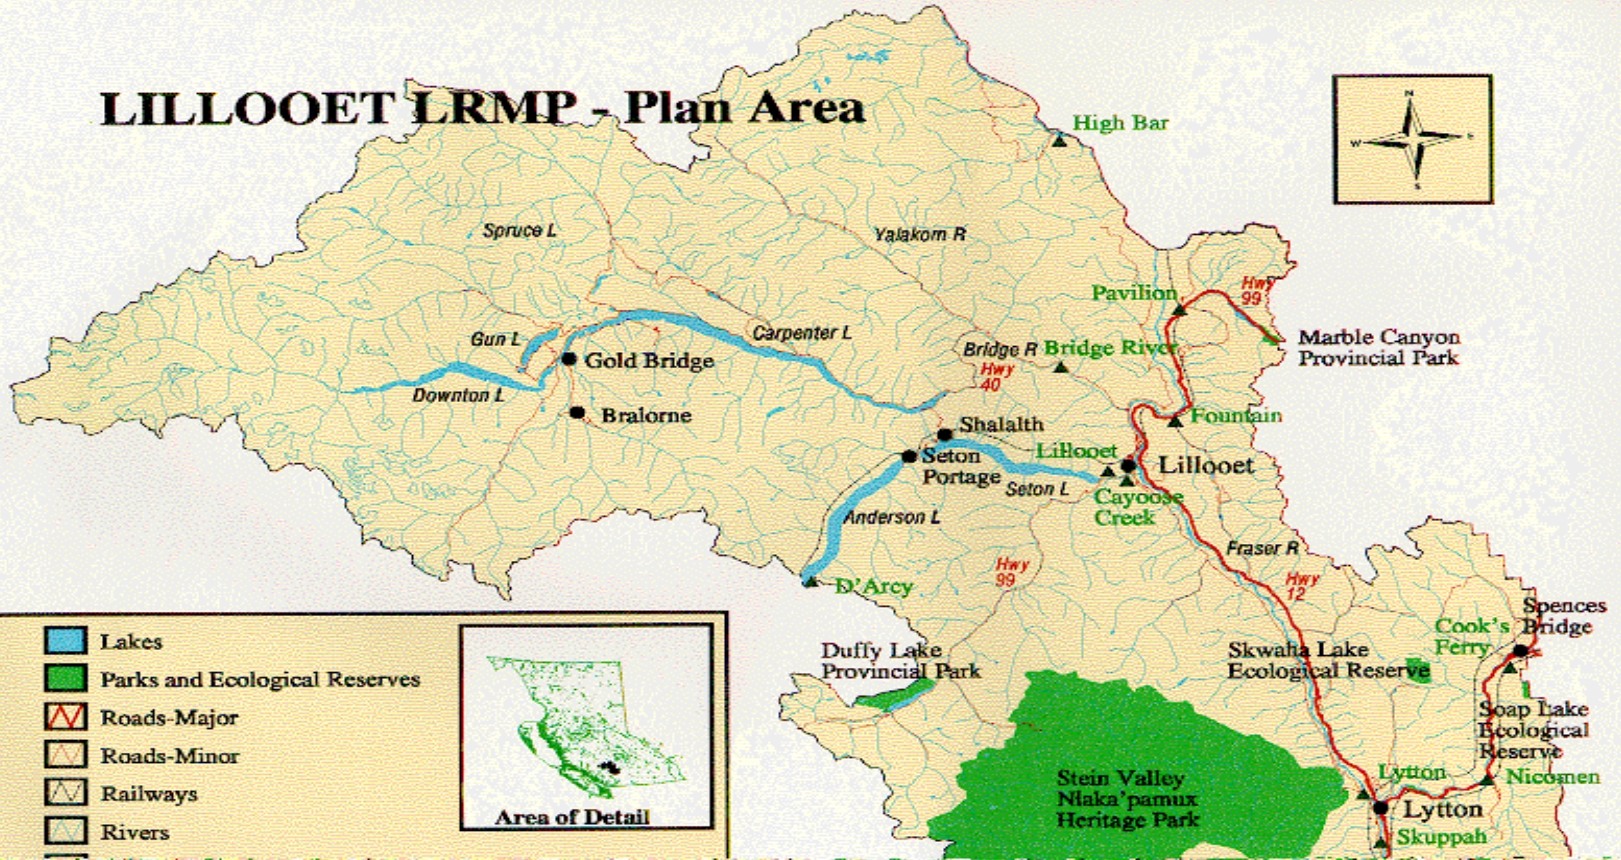 LILLOOET LRMP - Plan Area
N
W
E
S
High Bar
Spruce L
Yalakom R
Pavilion
Hwy
99
Marble Canyon
Provincial Park
Gun L
Carpenter L
Bridge R
Bridge River
Hwy
40
Gold Bridge
Downton L
Bralorne
Fountain
Shalalth
Seton
Portage
Lillooet
Lillooet
Seton L
Cayoose
Creek
Anderson L
Fraser R
D'Arcy
Hwy
99
Hwy
12
Spences
Bridge
Cook's
Ferry
Duffy Lake
Provincial Park
Skwaha Lake
Ecological Reserve
Soap Lake
Ecological
Reserve
Stein Valley
Nlaka'pamux
Heritage Park
Lytton
Nicomen
Lytton
Skuppah
Lakes
Parks and Ecological Reserves
Roads-Major
Roads-Minor
Railways
Rivers
Area of Detail